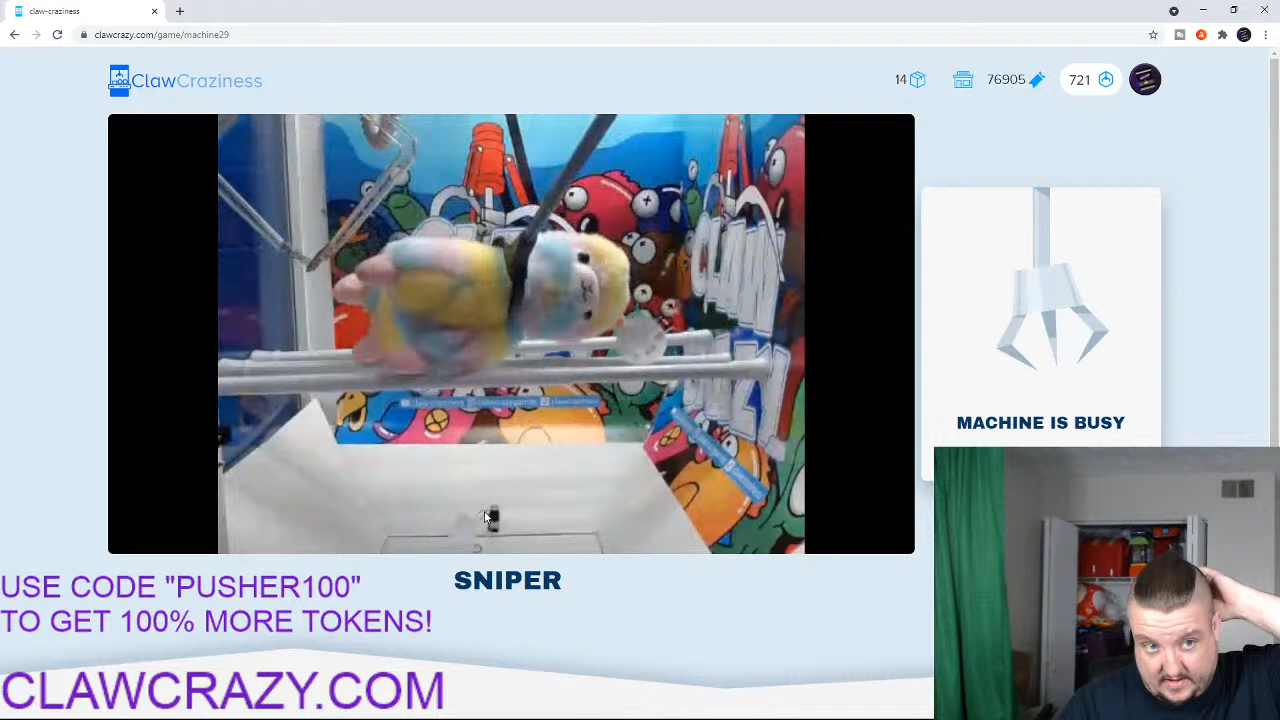 claw-craziness
clawcrazy.com/game/machine29
ClawCraziness
14
76905
721
MACHINE IS BUSY
SNIPER
USE CODE "PUSHER100"
TO GET 100% MORE TOKENS!
CLAWCRAZY.COM